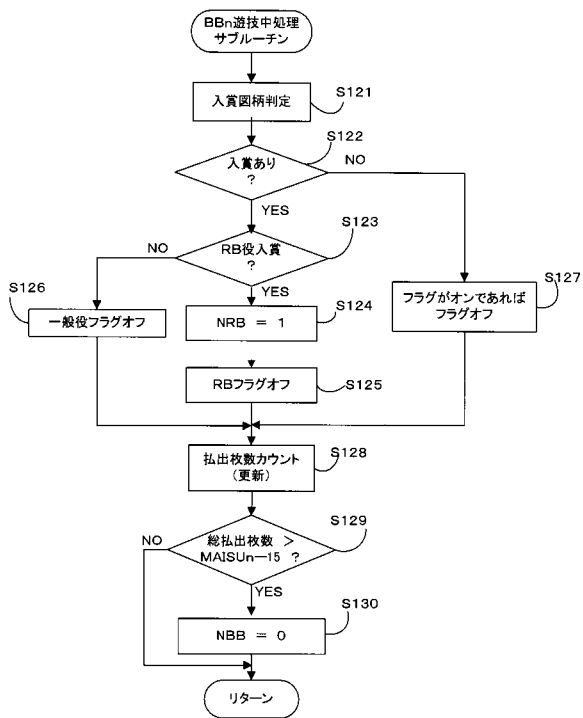 BBn遊技中処理
サブルーチン
S121
入賞図柄判定
S122
入賞あり
?
NO
YES
S123
RB役入賞
?
NO
YES
S124
NRB = 1
S126
一般役フラグオフ
S127
フラグがオンであれば
フラグオフ
S125
RBフラグオフ
S128
払出枚数カウント
(更新)
S129
総払出枚数 >
MAISUn-15 ?
NO
YES
S130
NBB = 0
リターン